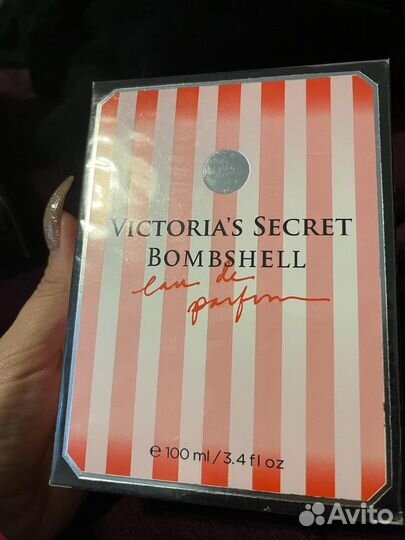 VICTORIA'S SECRET
BOMBSHELL
eau de
parfum
e 100 ml / 3.4 fl oz
Avito